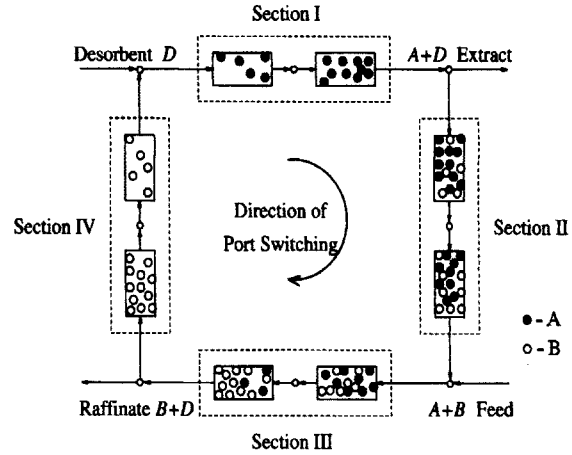 Section I
Desorbent D
A+D Extract
Section IV
Direction of
Port Switching
Section II
- A
- B
Raffinate B+D
A+B Feed
Section III